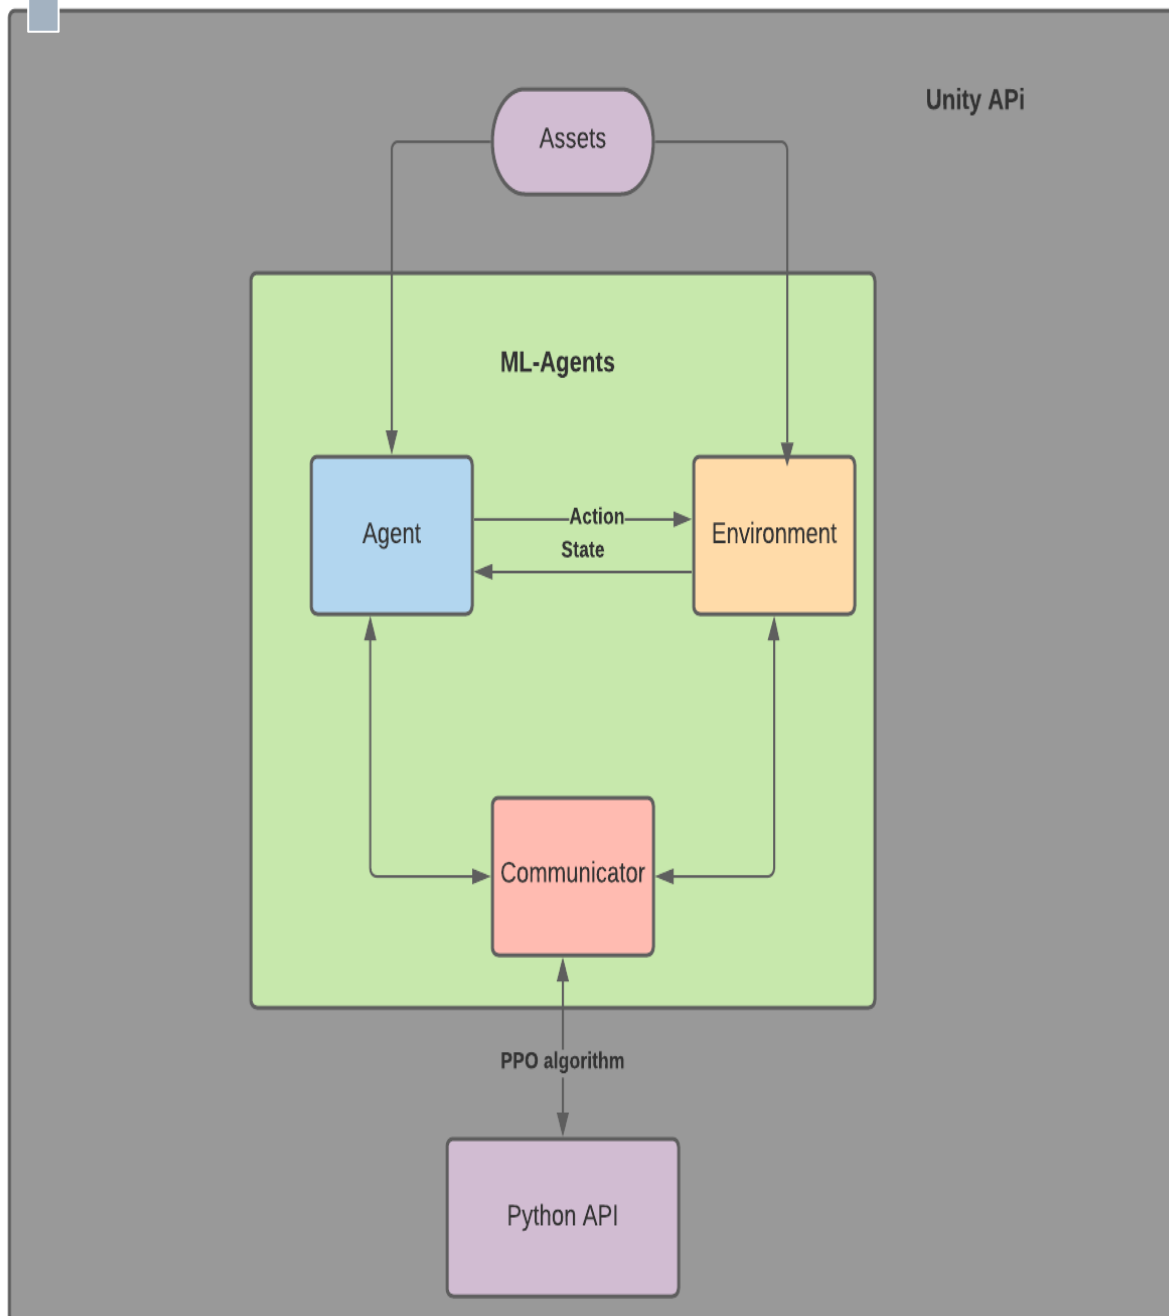 Unity APi
Assets
ML-Agents
Agent
Action
State
Environment
Communicator
PPO algorithm
Python API